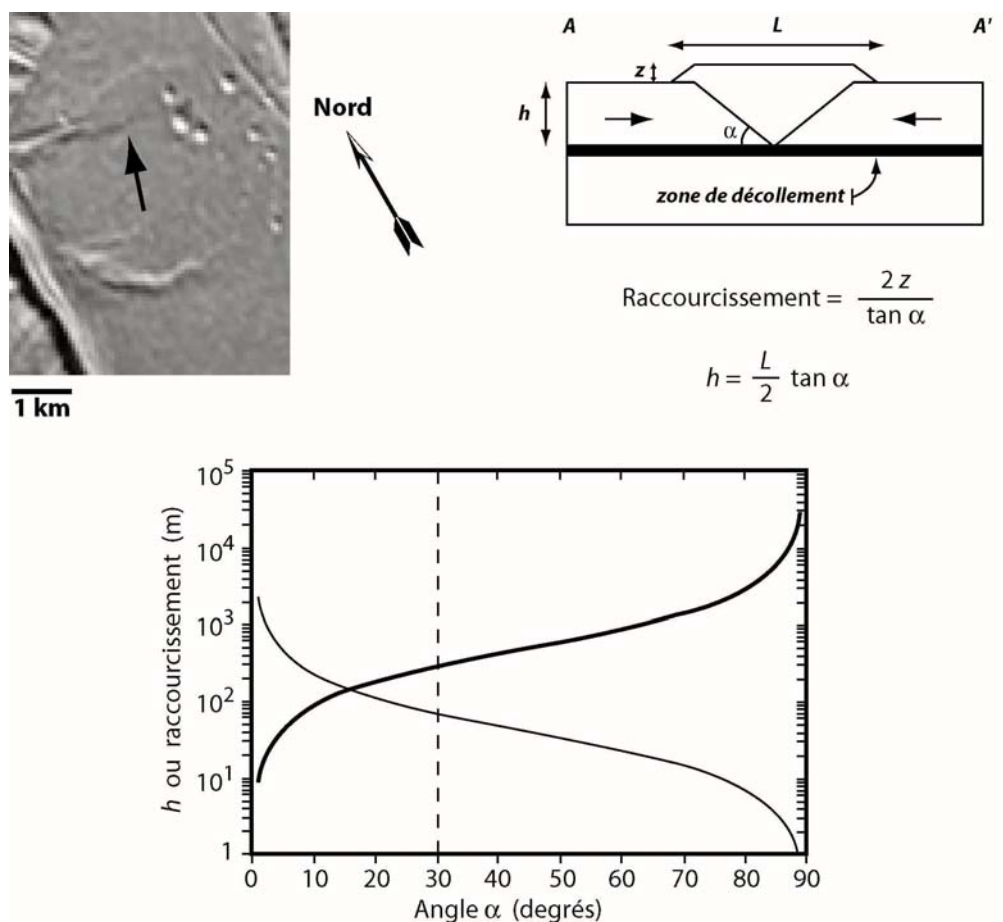 Nord
1 km
A L A'
z
h
α
zone de décollement
Raccourcissement = 2 z / tan α
h = L / 2 tan α
h ou raccourcissement (m)
10^5
10^4
10^3
10^2
10^1
1
0 10 20 30 40 50 60 70 80 90
Angle α (degrés)